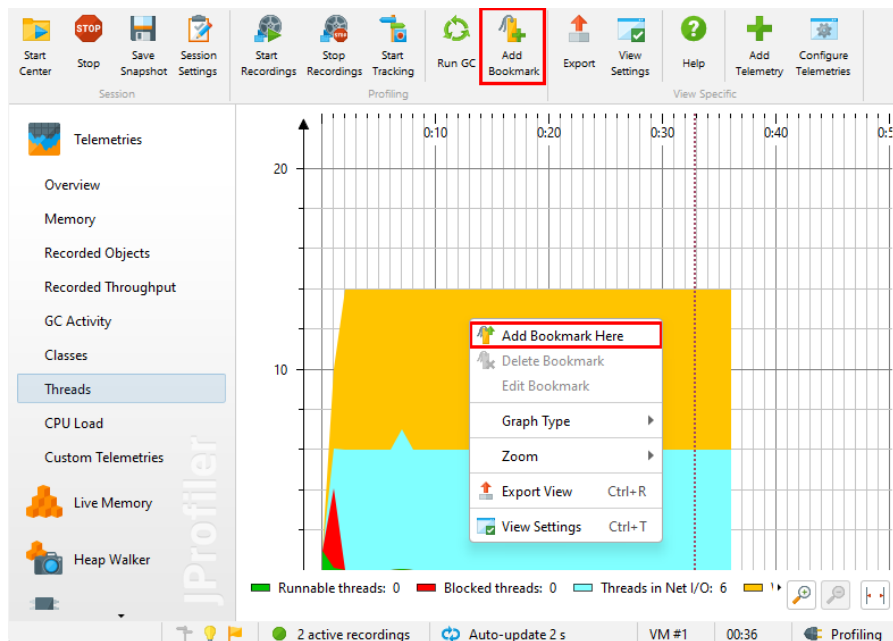 Start Center
Stop
Save Snapshot
Session Settings
Start Recordings
Stop Recordings
Start Tracking
Run GC
Add Bookmark
Export
View Settings
Help
Add Telemetry
Configure Telemetries
Session
Profiling
View Specific
STOP
Telemetries
Overview
Memory
Recorded Objects
Recorded Throughput
GC Activity
Classes
Threads
CPU Load
Custom Telemetries
Live Memory
Heap Walker
JProfiler
0:10
0:20
0:30
0:40
20
10
Add Bookmark Here
Delete Bookmark
Edit Bookmark
Graph Type
Zoom
Export View Ctrl+R
View Settings Ctrl+T
Runnable threads: 0
Blocked threads: 0
Threads in Net I/O: 6
2 active recordings
Auto-update 2 s
VM #1
00:36
Profiling